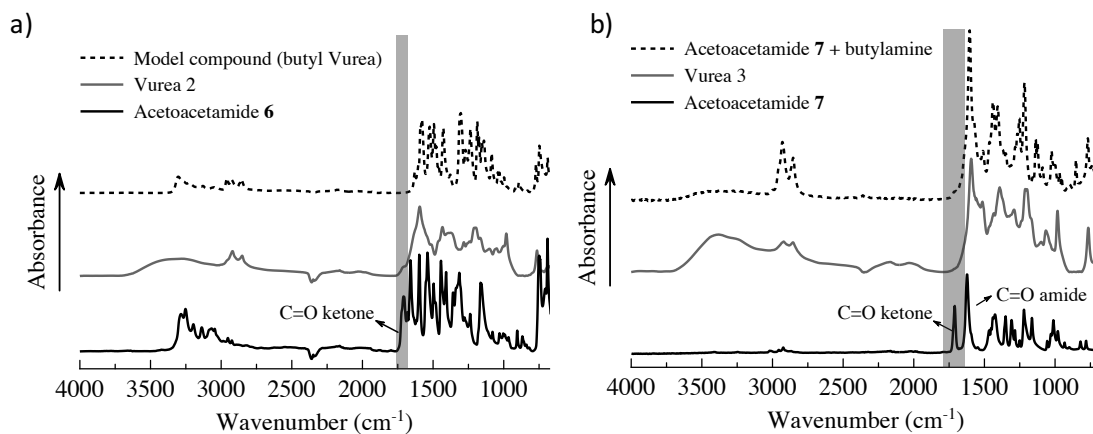 a)
Model compound (butyl Vurea)
Vurea 2
Acetoacetamide 6
Absorbance
C=O ketone
4000 3500 3000 2500 2000 1500 1000
Wavenumber (cm⁻¹)
b)
Acetoacetamide 7 + butylamine
Vurea 3
Acetoacetamide 7
Absorbance
C=O ketone
C=O amide
4000 3500 3000 2500 2000 1500 1000
Wavenumber (cm⁻¹)